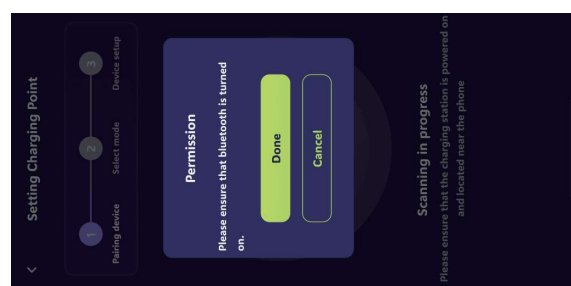 Setting Charging Point
1
2
3
Pairing device
Select mode
Device setup
Permission
Please ensure that bluetooth is turned
on.
Done
Cancel
Scanning in progress
Please ensure that the charging station is powered on
and located near the phone